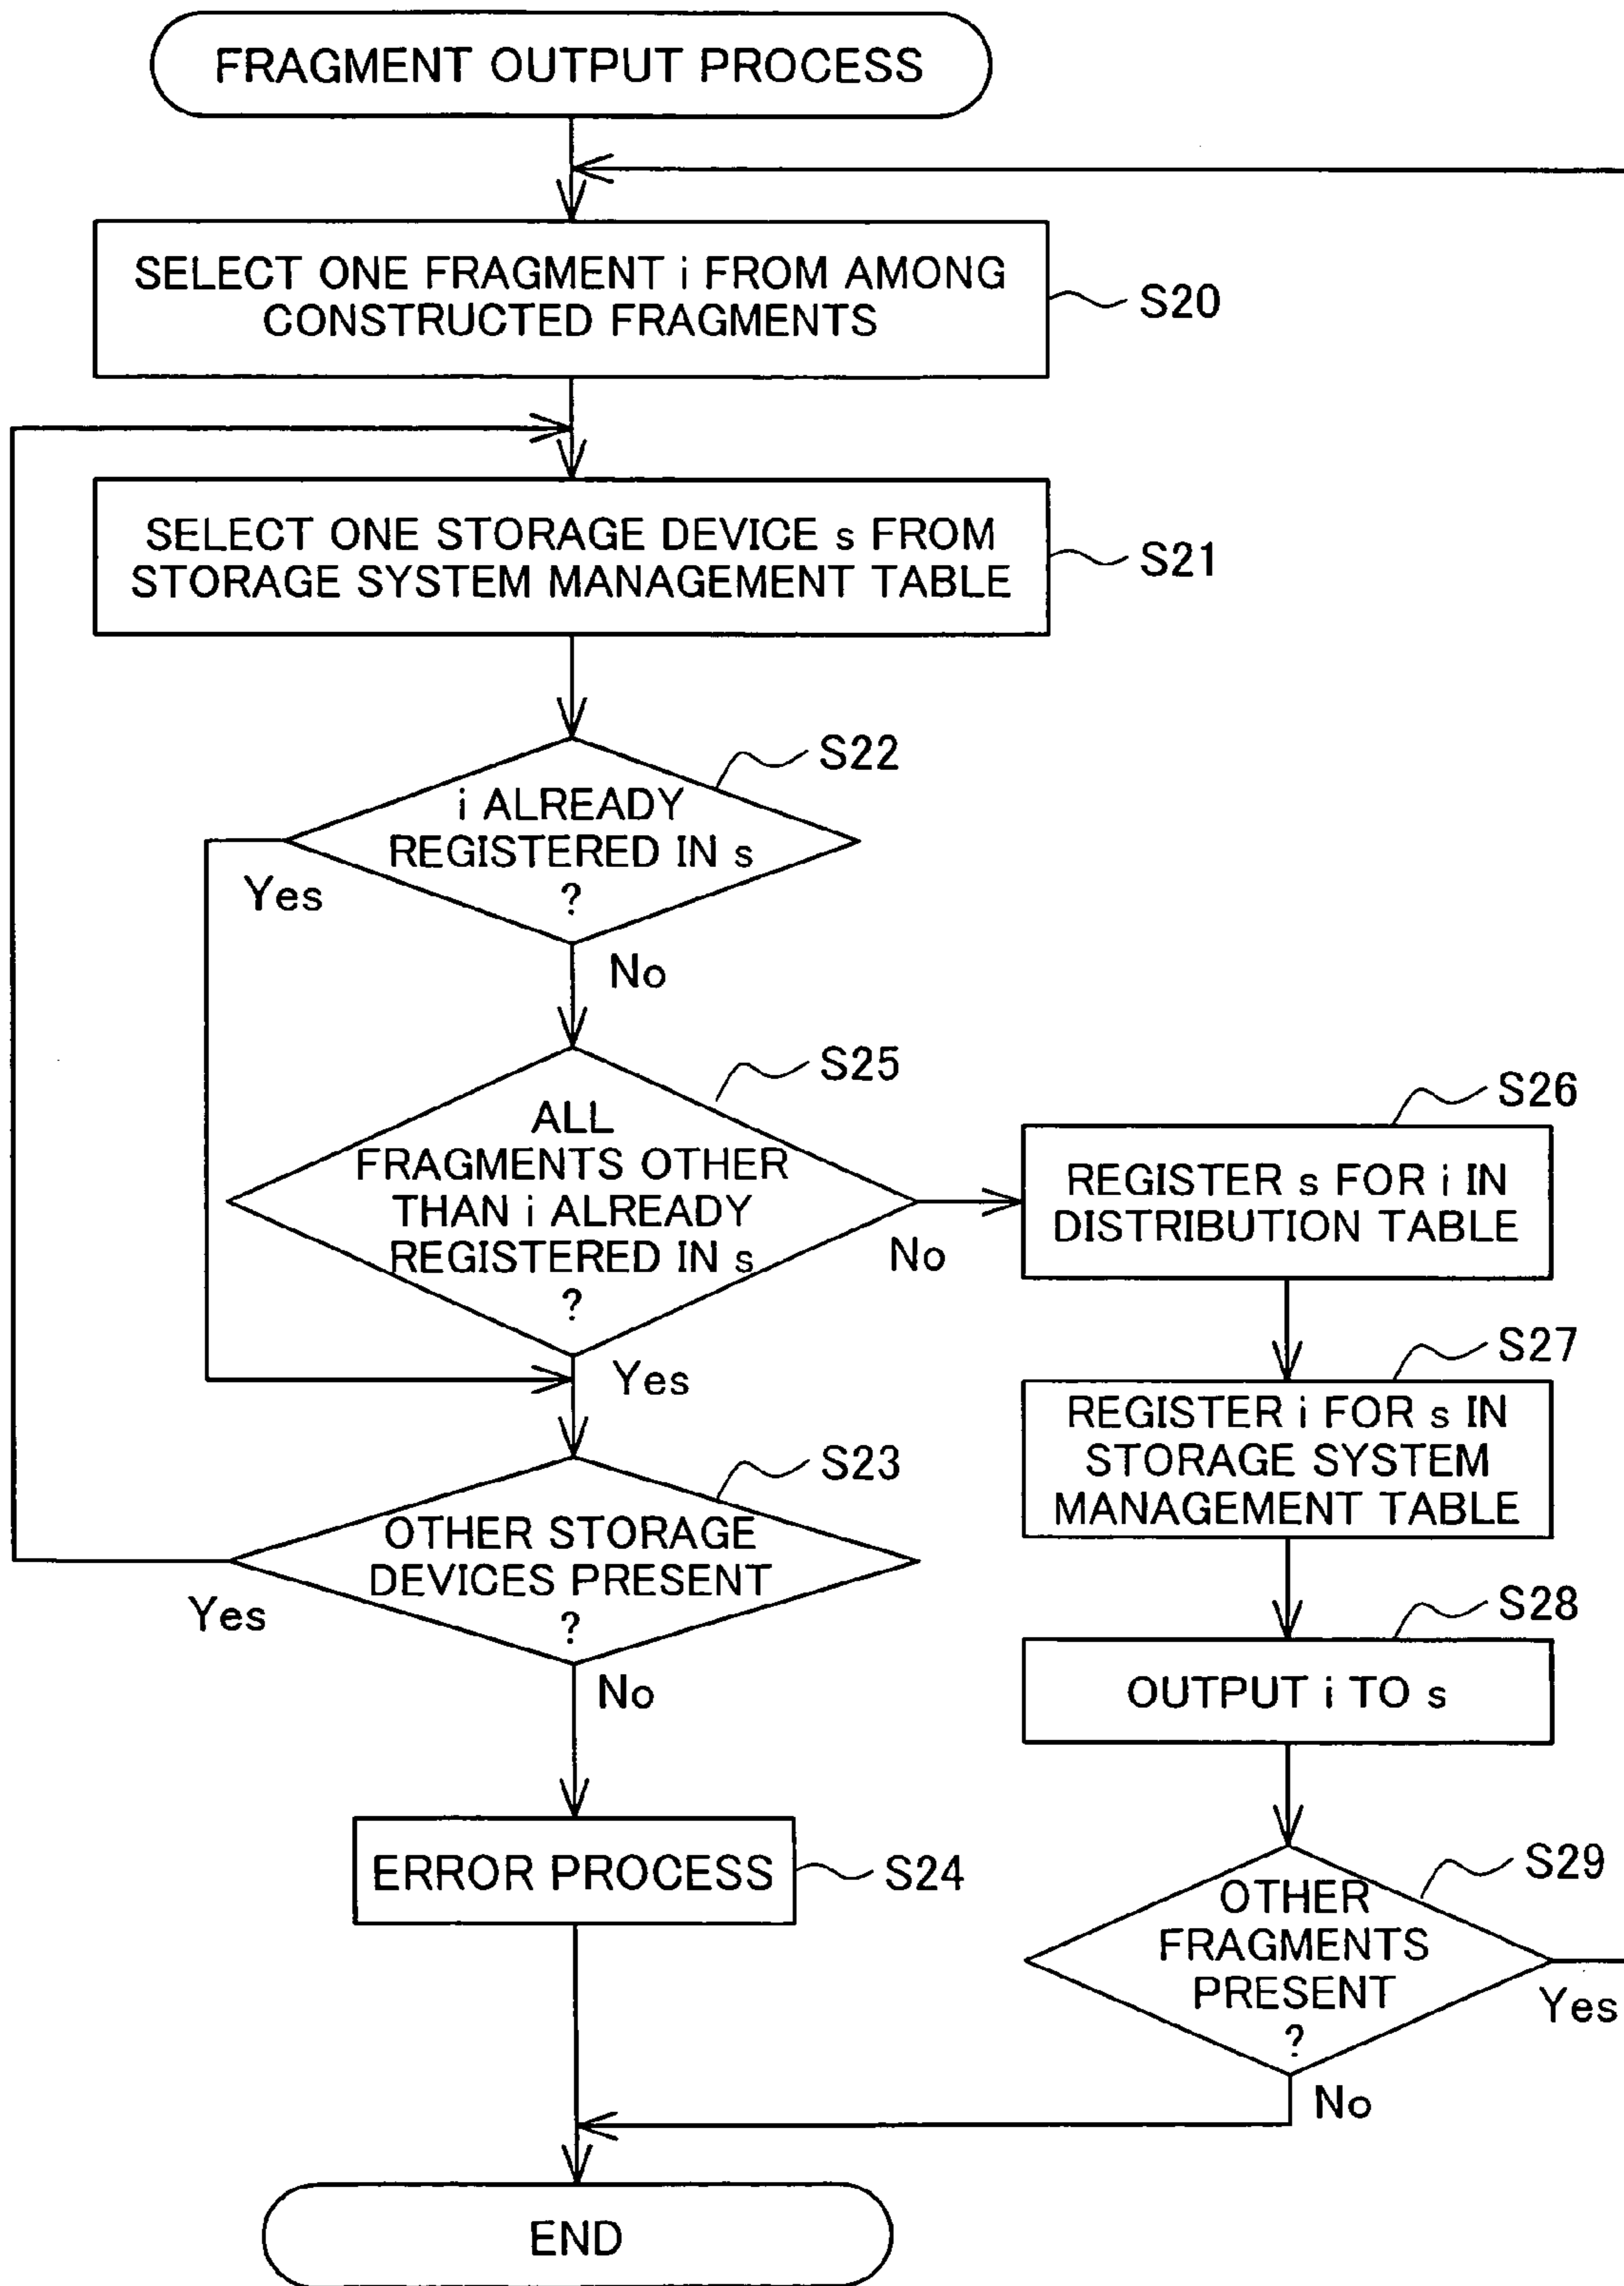 FRAGMENT OUTPUT PROCESS
SELECT ONE FRAGMENT i FROM AMONG
CONSTRUCTED FRAGMENTS
S20
SELECT ONE STORAGE DEVICE s FROM
STORAGE SYSTEM MANAGEMENT TABLE
S21
S22
i ALREADY
REGISTERED IN s
?
Yes
No
S25
ALL
FRAGMENTS OTHER
THAN i ALREADY
REGISTERED IN s
?
No
Yes
S26
REGISTER s FOR i IN
DISTRIBUTION TABLE
S27
REGISTER i FOR s IN
STORAGE SYSTEM
MANAGEMENT TABLE
S23
OTHER STORAGE
DEVICES PRESENT
?
Yes
No
S28
OUTPUT i TO s
ERROR PROCESS
S24
S29
OTHER
FRAGMENTS
PRESENT
?
Yes
No
END